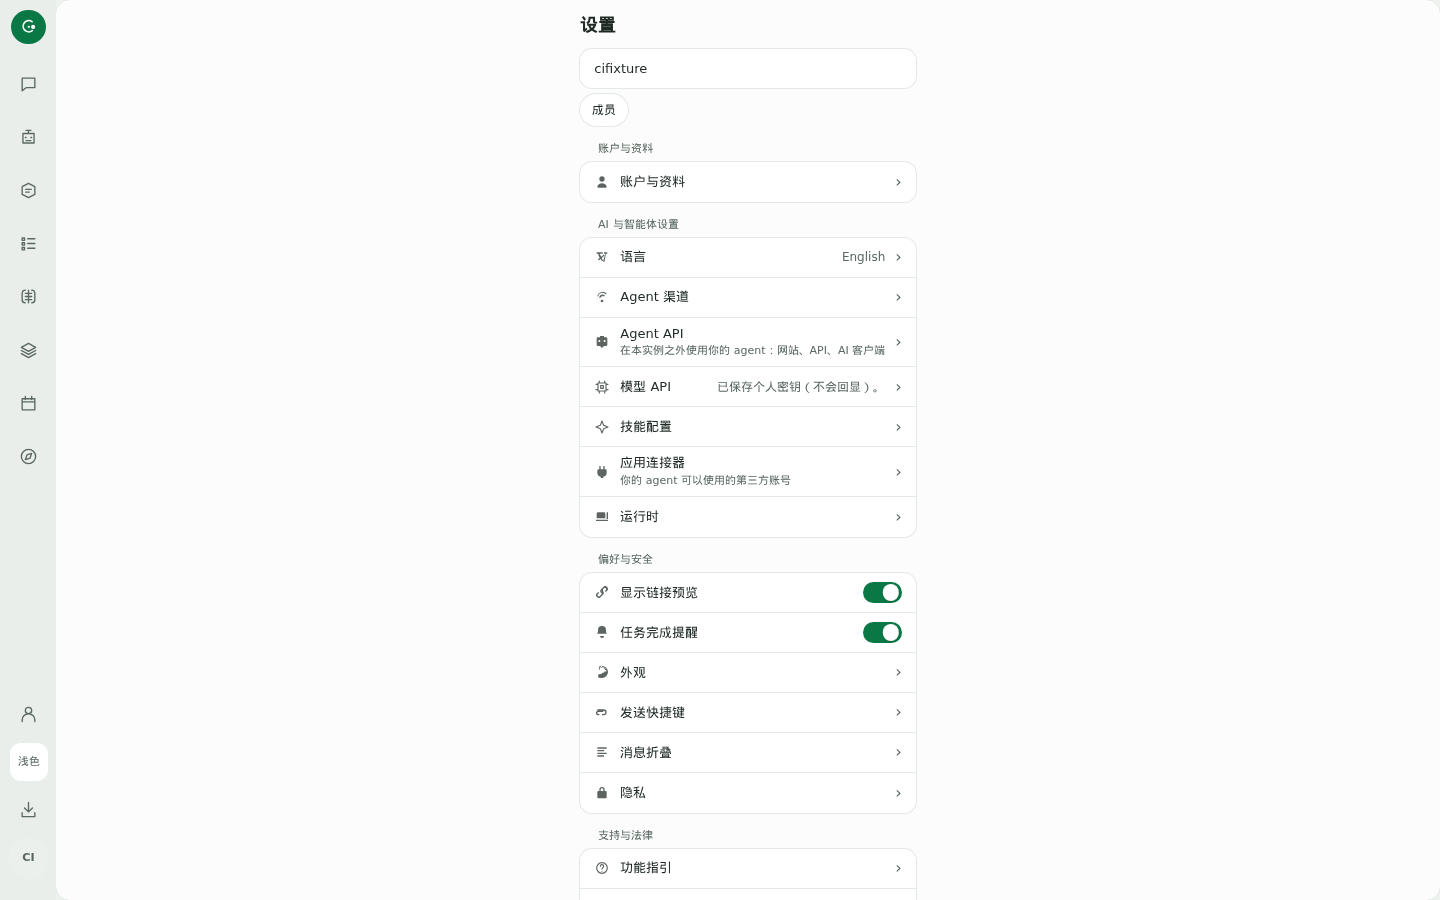 设置
cifixture
成员
账户与资料
账户与资料
AI 与智能体设置
语言 English
Agent 渠道
Agent API
在本实例之外使用你的 agent：网站、API、AI 客户端
模型 API 已保存个人密钥（不会回显）。
技能配置
应用连接器
你的 agent 可以使用的第三方账号
运行时
偏好与安全
显示链接预览
任务完成提醒
外观
发送快捷键
消息折叠
隐私
支持与法律
功能指引
浅色
CI